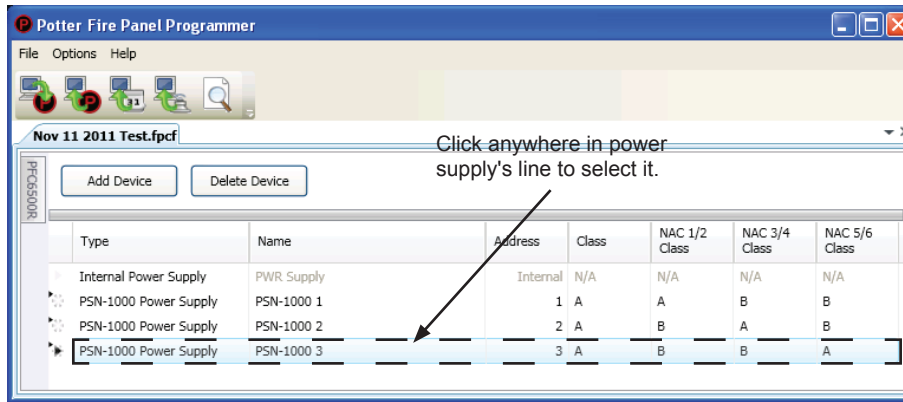 Potter Fire Panel Programmer
File Options Help
Nov 11 2011 Test.fpcf
Click anywhere in power
supply's line to select it.
PFC6500R
Add Device Delete Device
Type Name Address Class NAC 1/2 Class NAC 3/4 Class NAC 5/6 Class
Internal Power Supply PWR Supply Internal N/A N/A N/A N/A
PSN-1000 Power Supply PSN-1000 1 1 A A B B
PSN-1000 Power Supply PSN-1000 2 2 A B A B
PSN-1000 Power Supply PSN-1000 3 3 A B B A